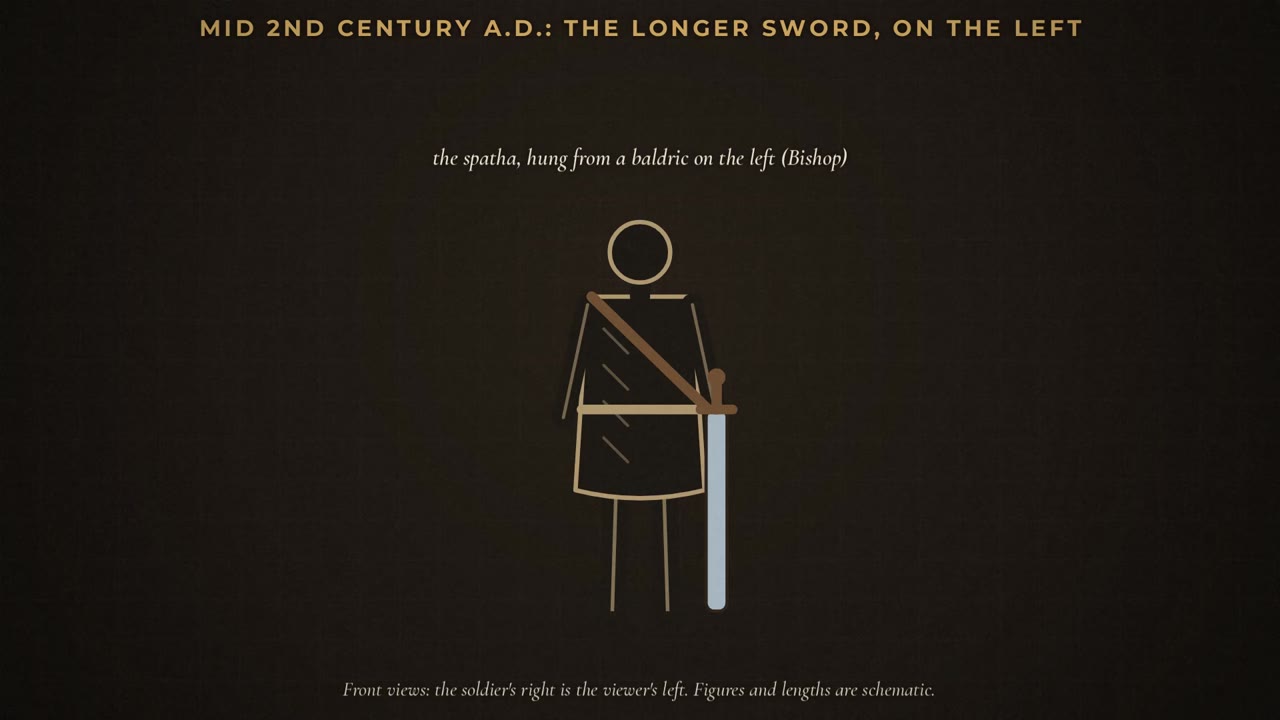 MID 2ND CENTURY A.D.: THE LONGER SWORD, ON THE LEFT
the spatha, hung from a baldric on the left (Bishop)
Front views: the soldier's right is the viewer's left. Figures and lengths are schematic.